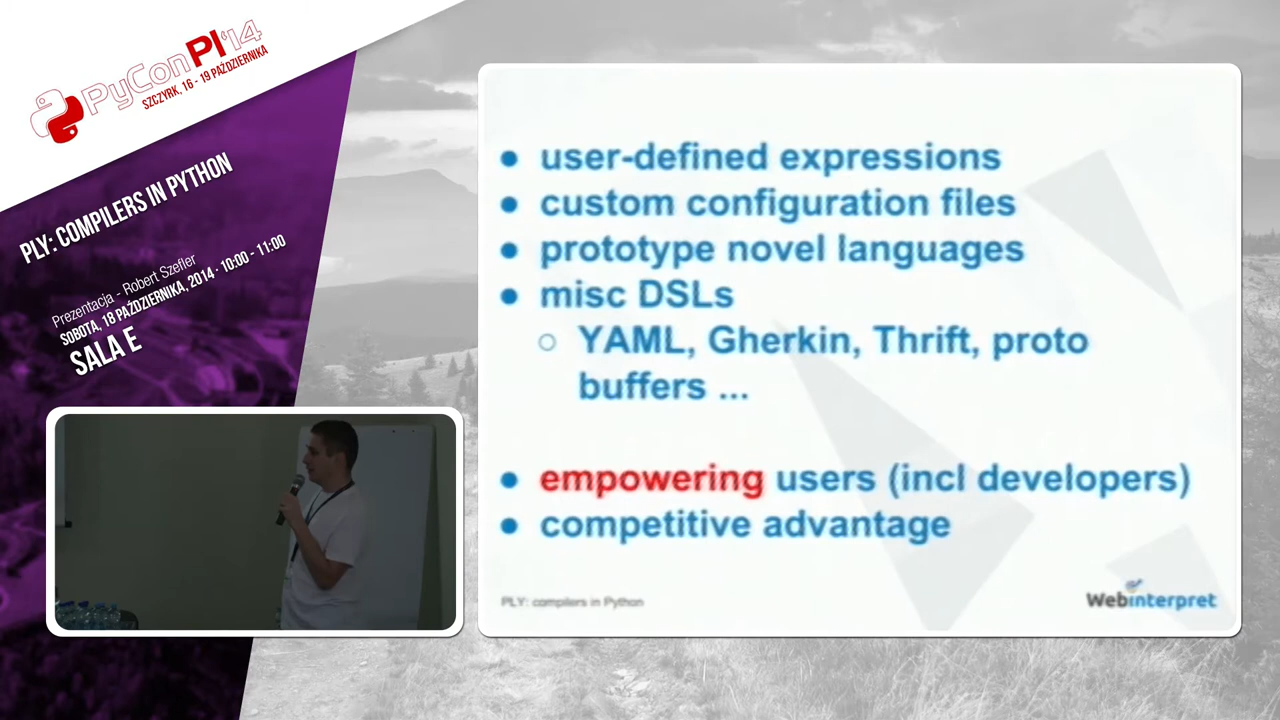 PyConPl'14
SZCZYRK, 16 - 19 PAŹDZIERNIKA
PLY: COMPILERS IN PYTHON
Prezentacja - Robert Szefler
SOBOTA, 18 PAŹDZIERNIKA, 2014 · 10:00 - 11:00
SALA E
● user-defined expressions
● custom configuration files
● prototype novel languages
● misc DSLs
○ YAML, Gherkin, Thrift, proto
buffers ...
● empowering users (incl developers)
● competitive advantage
PLY: compilers in Python
Webinterpret